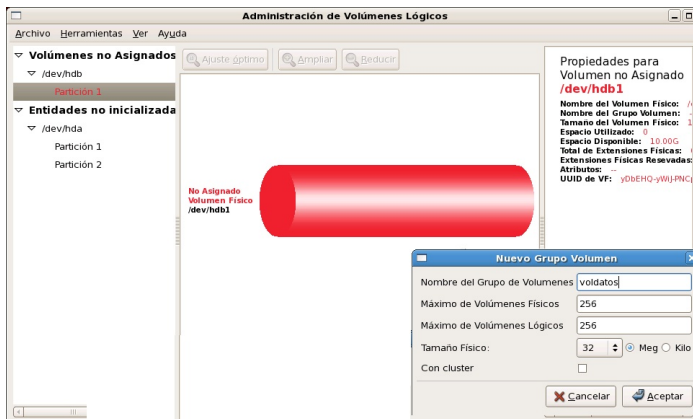 Administración de Volúmenes Lógicos
Archivo Herramientas Ver Ayuda
Volúmenes no Asignados
/dev/hdb
Partición 1
Entidades no inicializada
/dev/hda
Partición 1
Partición 2
Ajuste óptimo Ampliar Reducir
No Asignado
Volumen Físico
/dev/hdb1
Propiedades para
Volumen no Asignado
/dev/hdb1
Nombre del Volumen Físico:
Nombre del Grupo Volumen: -
Tamaño del Volumen Físico: 1
Espacio Utilizado: 0
Espacio Disponible: 10.00G
Total de Extensiones Físicas:
Extensiones Físicas Resevadas:
Atributos: --
UUID de VF: yDbEHQ-yWiJ-PNC
Nuevo Grupo Volumen
Nombre del Grupo de Volumenes voldatos
Máximo de Volúmenes Físicos 256
Máximo de Volúmenes Lógicos 256
Tamaño Físico: 32 Meg Kilo
Con cluster
Cancelar Aceptar